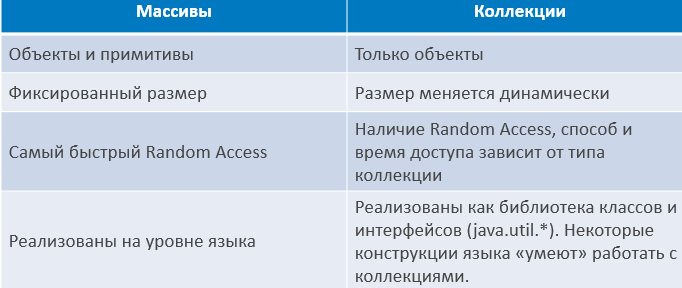 Массивы
Коллекции
Объекты и примитивы
Только объекты
Фиксированный размер
Размер меняется динамически
Самый быстрый Random Access
Наличие Random Access, способ и
время доступа зависит от типа
коллекции
Реализованы на уровне языка
Реализованы как библиотека классов и
интерфейсов (java.util.*). Некоторые
конструкции языка «умеют» работать с
коллекциями.